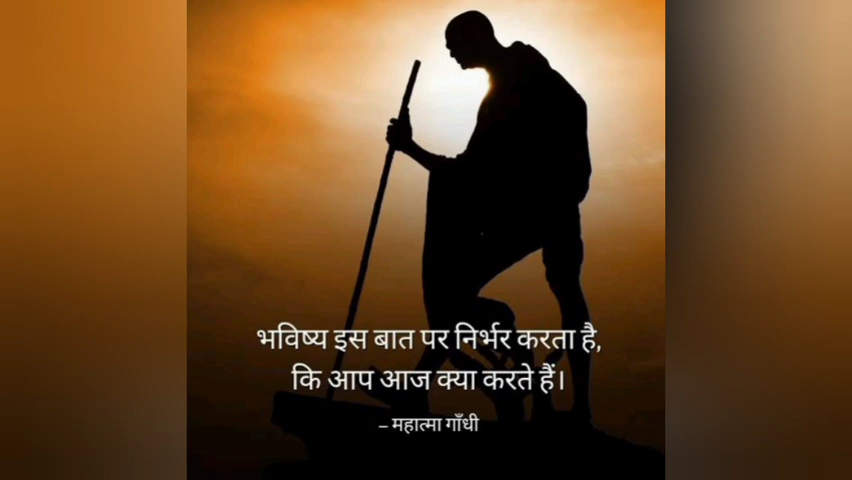 भविष्य इस बात पर निर्भर करता है,
कि आप आज क्या करते हैं।
– महात्मा गाँधी